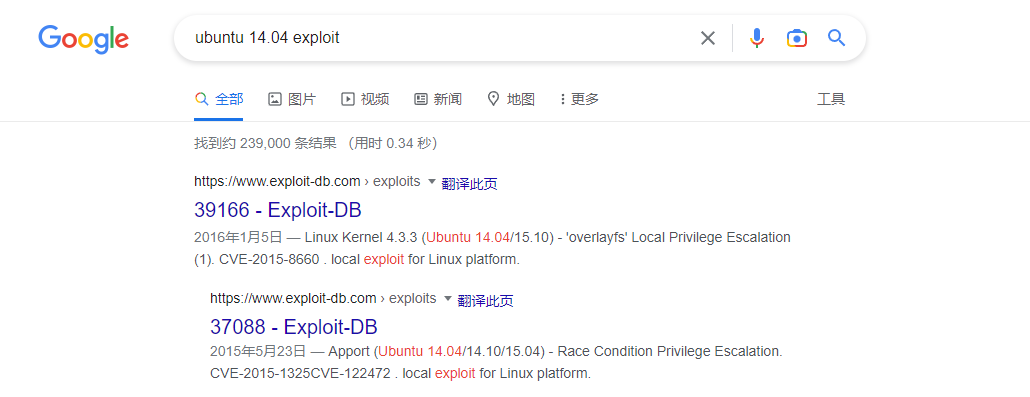 Google
ubuntu 14.04 exploit
全部 图片 视频 新闻 地图 更多 工具
找到约 239,000 条结果 （用时 0.34 秒）
https://www.exploit-db.com › exploits 翻译此页
39166 - Exploit-DB
2016年1月5日 — Linux Kernel 4.3.3 (Ubuntu 14.04/15.10) - 'overlayfs' Local Privilege Escalation
(1). CVE-2015-8660 . local exploit for Linux platform.
https://www.exploit-db.com › exploits 翻译此页
37088 - Exploit-DB
2015年5月23日 — Apport (Ubuntu 14.04/14.10/15.04) - Race Condition Privilege Escalation.
CVE-2015-1325CVE-122472 . local exploit for Linux platform.